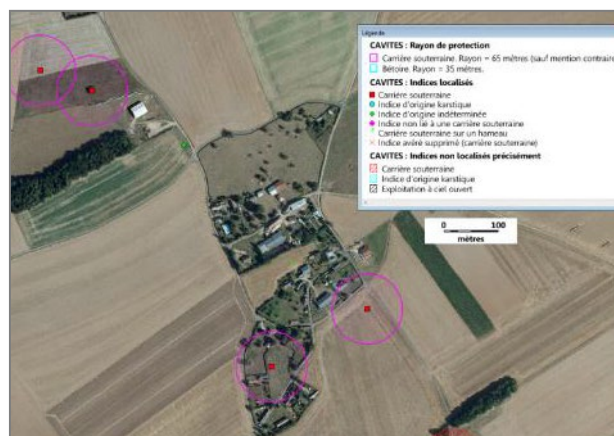 Légende
CAVITES : Rayon de protection
Carrière souterraine. Rayon = 65 mètres (sauf mention contraire
Bétoire. Rayon = 35 mètres.
CAVITES : Indices localisés
Carrière souterraine
Indice d'origine karstique
Indice d'origine indéterminée
Indice non lié à une carrière souterraine
Carrière souterraine sur un hameau
Indice avéré supprimé (carrière souterraine)
CAVITES : Indices non localisés précisément
Carrière souterraine
Indice d'origine karstique
Exploitation à ciel ouvert
0 100
mètres